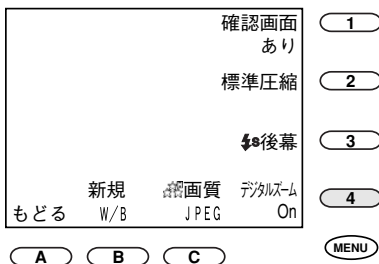 確認画面
あり
1
標準圧縮
2
⚡s後幕
3
新規 画質 デジタルズーム
もどる W/B JPEG On
4
A B C MENU